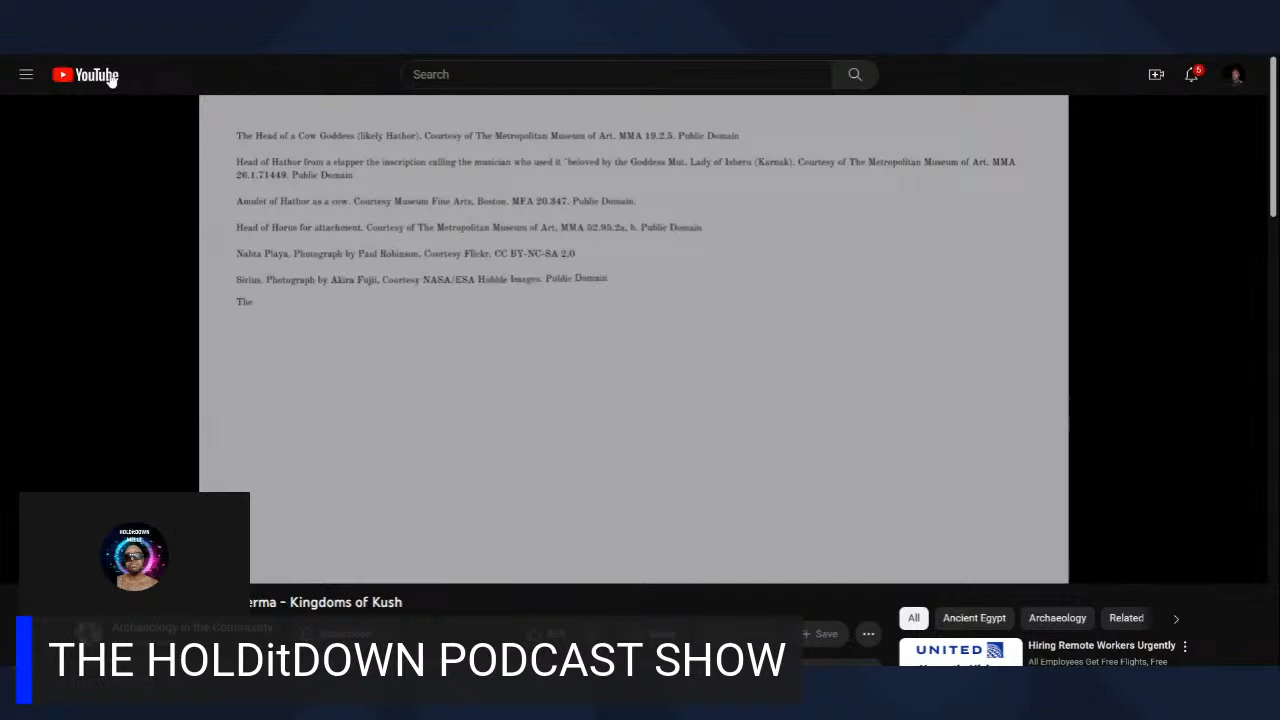 YouTube
Search
5
The Head of a Cow Goddess (likely Hathor). Courtesy of The Metropolitan Museum of Art. MMA 19.2.5. Public Domain
Head of Hathor from a clapper the inscription calling the musician who used it "beloved by the Goddess Mut, Lady of Isheru (Karnak). Courtesy of The Metropolitan Museum of Art, MMA
26.1.71449. Public Domain
Amulet of Hathor as a cow. Courtesy Museum Fine Arts, Boston. MFA 20.347. Public Domain.
Head of Horus for attachment. Courtesy of The Metropolitan Museum of Art, MMA 52.95.2a, b. Public Domain
Nabta Playa. Photograph by Paul Robinson, Courtesy Flickr. CC BY-NC-SA 2.0
Sirius. Photograph by Akira Fujii, Courtesy NASA/ESA Hubble Images. Public Domain
The
HOLDitDOWN
MELLZ
erma - Kingdoms of Kush
Archaeology in the Community
Save
All
Ancient Egypt
Archaeology
Related
UNITED
Hiring Remote Workers Urgently
All Employees Get Free Flights, Free
THE HOLDitDOWN PODCAST SHOW